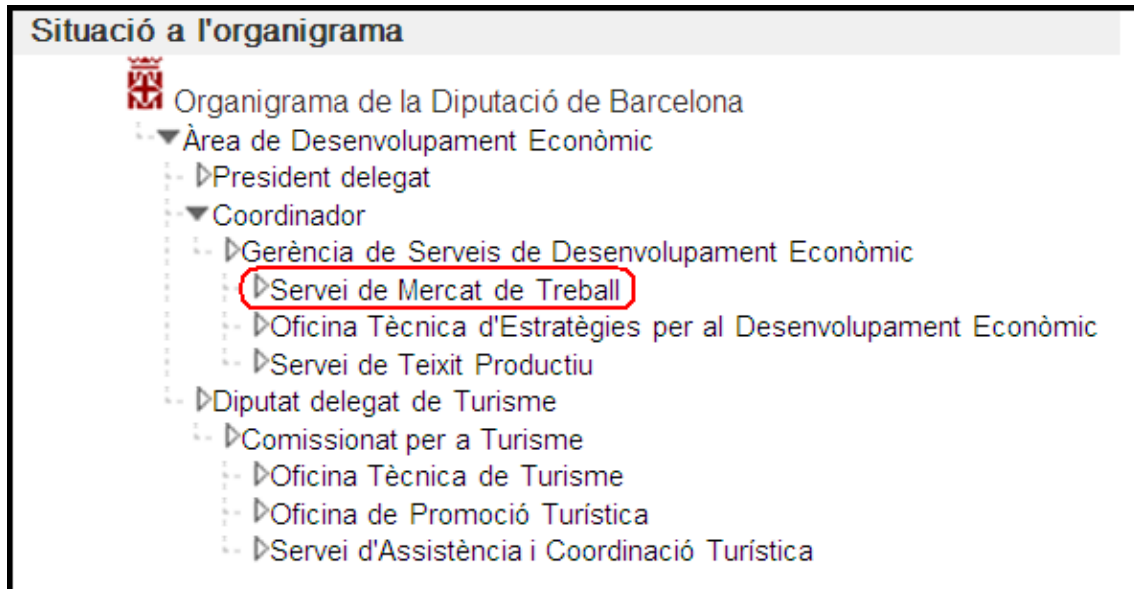 Situació a l'organigrama
Organigrama de la Diputació de Barcelona
Àrea de Desenvolupament Econòmic
President delegat
Coordinador
Gerència de Serveis de Desenvolupament Econòmic
Servei de Mercat de Treball
Oficina Tècnica d'Estratègies per al Desenvolupament Econòmic
Servei de Teixit Productiu
Diputat delegat de Turisme
Comissionat per a Turisme
Oficina Tècnica de Turisme
Oficina de Promoció Turística
Servei d'Assistència i Coordinació Turística